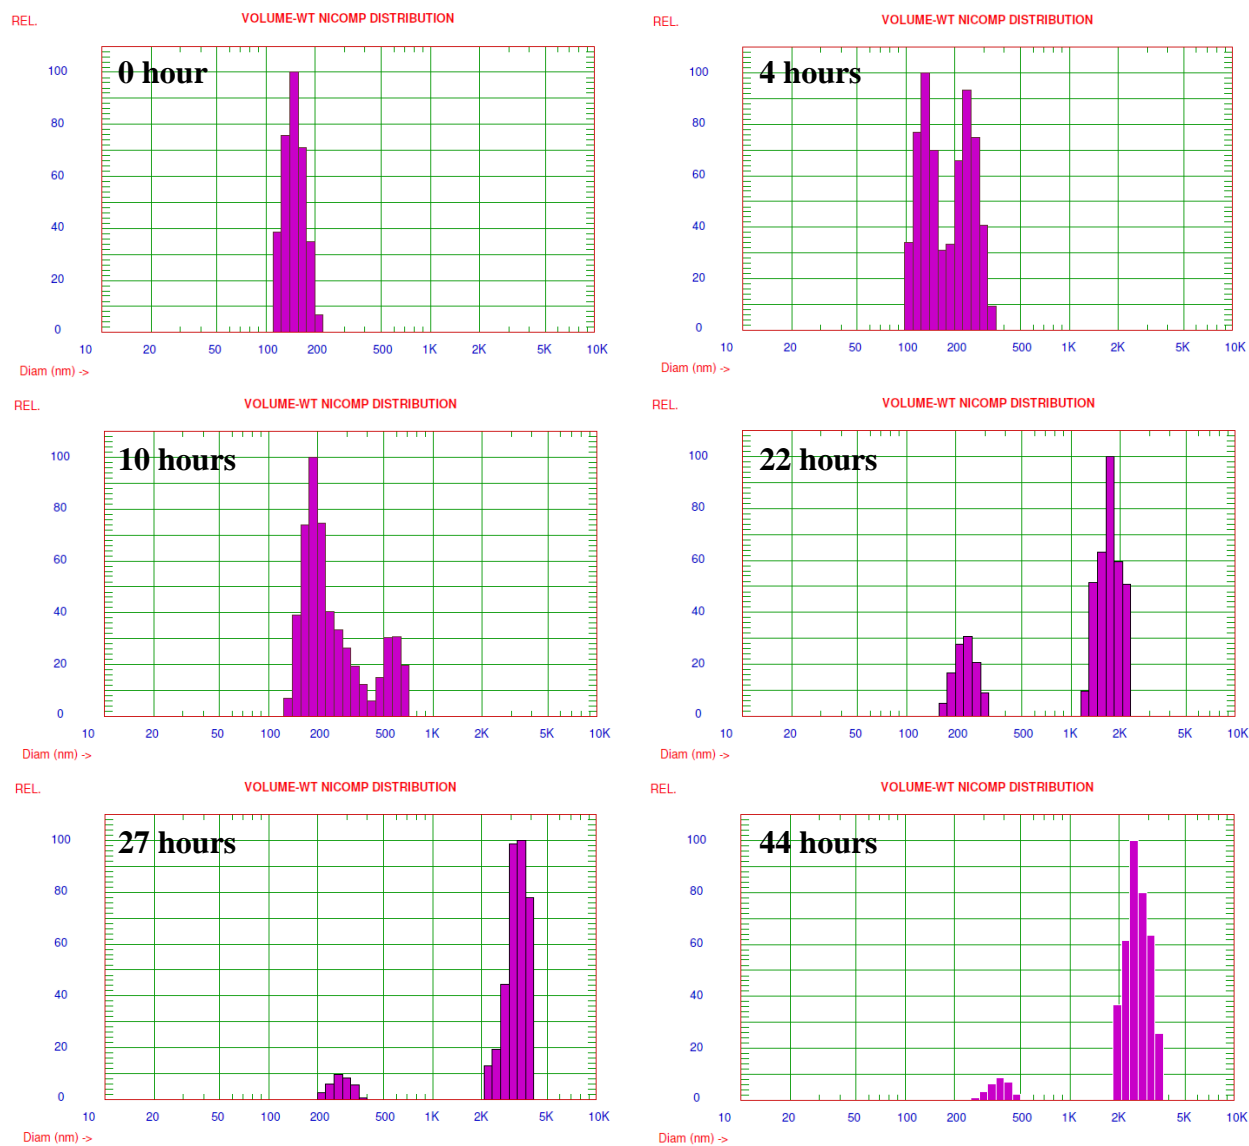 REL.
VOLUME-WT NICOMP DISTRIBUTION
0 hour
100
80
60
40
20
0
10 20 50 100 200 500 1K 2K 5K 10K
Diam (nm) ->
REL.
VOLUME-WT NICOMP DISTRIBUTION
4 hours
100
80
60
40
20
0
10 20 50 100 200 500 1K 2K 5K 10K
Diam (nm) ->
REL.
VOLUME-WT NICOMP DISTRIBUTION
10 hours
100
80
60
40
20
0
10 20 50 100 200 500 1K 2K 5K 10K
Diam (nm) ->
REL.
VOLUME-WT NICOMP DISTRIBUTION
22 hours
100
80
60
40
20
0
10 20 50 100 200 500 1K 2K 5K 10K
Diam (nm) ->
REL.
VOLUME-WT NICOMP DISTRIBUTION
27 hours
100
80
60
40
20
0
10 20 50 100 200 500 1K 2K 5K 10K
Diam (nm) ->
REL.
VOLUME-WT NICOMP DISTRIBUTION
44 hours
100
80
60
40
20
0
10 20 50 100 200 500 1K 2K 5K 10K
Diam (nm) ->